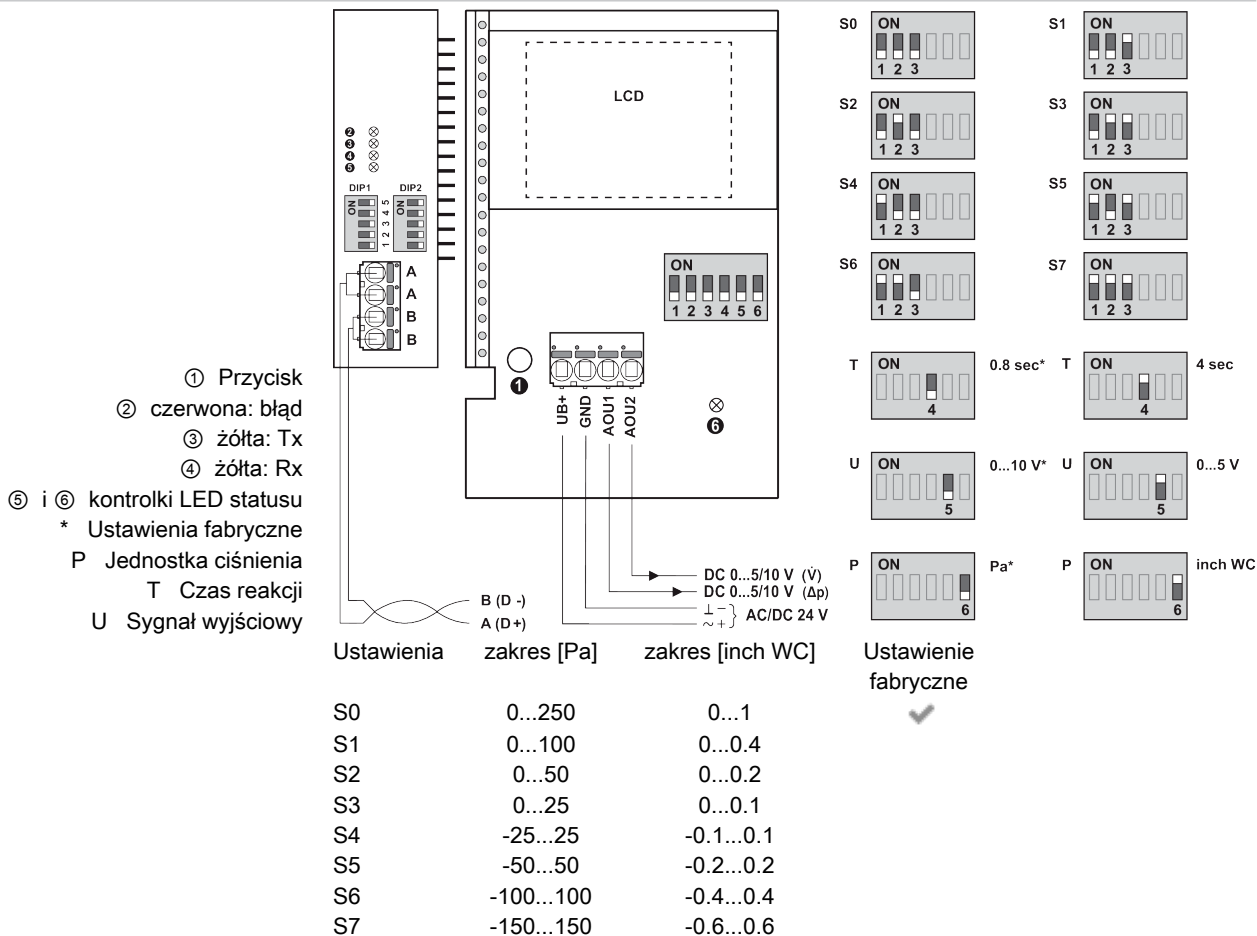 LCD
❷
❸
❹
❺
DIP1 DIP2
ON ON
1 2 3 4 5
A
A
B
B
ON
1 2 3 4 5 6
❶
UB+
GND
AOU1
AOU2
❻
DC 0...5/10 V (V̇)
DC 0...5/10 V (Δp)
⊥ −
~ +
} AC/DC 24 V
B (D -)
A (D+)
① Przycisk
② czerwona: błąd
③ żółta: Tx
④ żółta: Rx
⑤ i ⑥ kontrolki LED statusu
* Ustawienia fabryczne
P Jednostka ciśnienia
T Czas reakcji
U Sygnał wyjściowy
S0 ON
1 2 3
S1 ON
1 2 3
S2 ON
1 2 3
S3 ON
1 2 3
S4 ON
1 2 3
S5 ON
1 2 3
S6 ON
1 2 3
S7 ON
1 2 3
T ON 0.8 sec*
4
T ON 4 sec
4
U ON 0...10 V*
5
U ON 0...5 V
5
P ON Pa*
6
P ON inch WC
6
Ustawienia zakres [Pa] zakres [inch WC] Ustawienie
fabryczne
S0 0...250 0...1 ✔
S1 0...100 0...0.4
S2 0...50 0...0.2
S3 0...25 0...0.1
S4 -25...25 -0.1...0.1
S5 -50...50 -0.2...0.2
S6 -100...100 -0.4...0.4
S7 -150...150 -0.6...0.6